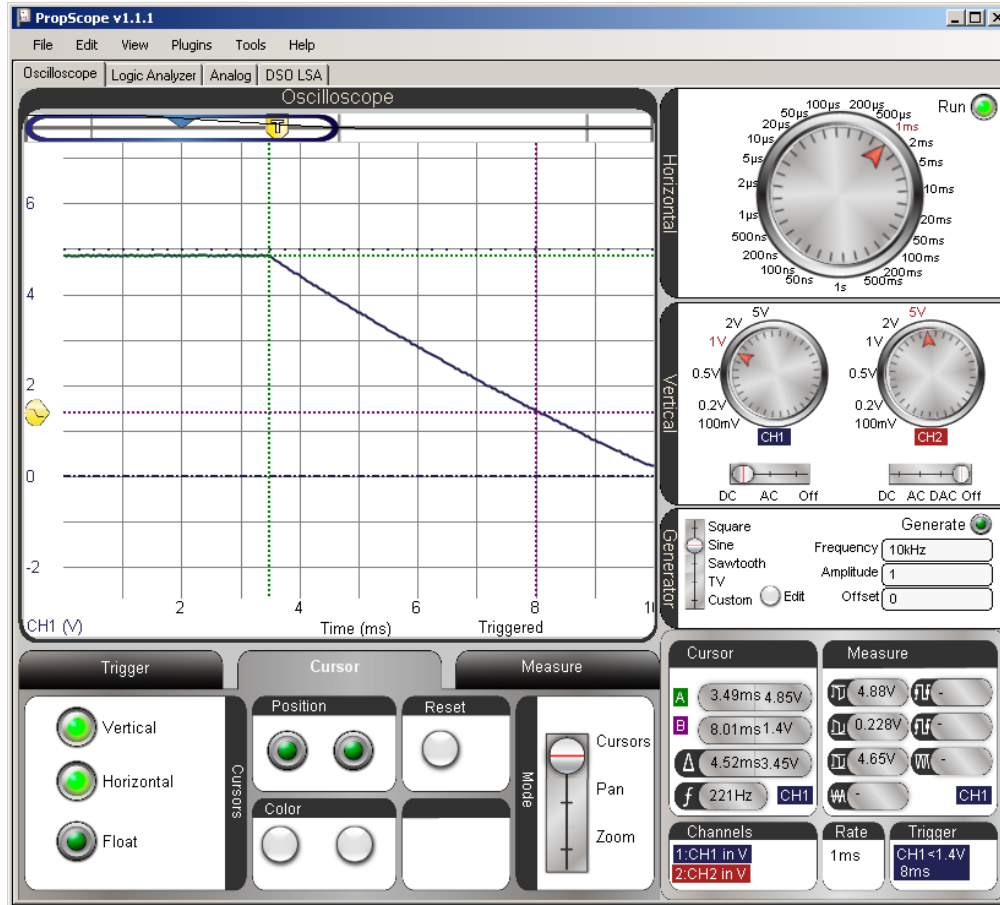 PropScope v1.1.1
File Edit View Plugins Tools Help
Oscilloscope Logic Analyzer Analog DSO LSA
Oscilloscope
T
6
4
2
0
-2
2 4 6 8 1
CH1 (V) Time (ms) Triggered
Horizontal
Run
50ns
100ns
200ns
500ns
1µs
2µs
5µs
10µs
20µs
50µs
100µs
200µs
500µs
1ms
2ms
5ms
10ms
20ms
50ms
100ms
200ms
500ms
1s
Vertical
100mV
0.2V
0.5V
1V
2V
5V
CH1
DC AC Off
100mV
0.2V
0.5V
1V
2V
5V
CH2
DC AC DAC Off
Generator
Square
Sine
Sawtooth
TV
Custom
Edit
Generate
Frequency 10kHz
Amplitude 1
Offset 0
Trigger Cursor Measure
Vertical
Horizontal
Float
Cursors
Position
Reset
Color
Mode
Cursors
Pan
Zoom
Cursor
A 3.49ms 4.85V
B 8.01ms 1.4V
Δ 4.52ms 3.45V
f 221Hz CH1
Measure
4.88V -
0.228V -
4.65V -
- CH1
Channels
1:CH1 in V
2:CH2 in V
Rate
1ms
Trigger
CH1<1.4V
8ms